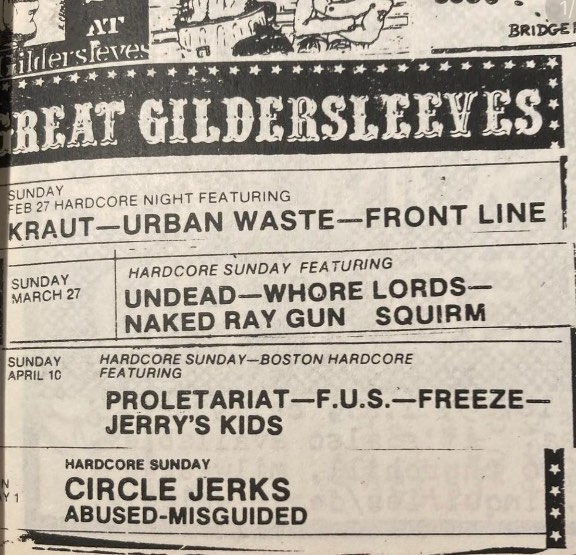 AT
Gildersleeves
BRIDGE
GREAT GILDERSLEEVES
SUNDAY
FEB 27 HARDCORE NIGHT FEATURING
KRAUT—URBAN WASTE—FRONT LINE
SUNDAY
MARCH 27
HARDCORE SUNDAY FEATURING
UNDEAD—WHORE LORDS—
NAKED RAY GUN SQUIRM
SUNDAY
APRIL 10
HARDCORE SUNDAY—BOSTON HARDCORE
FEATURING
PROLETARIAT—F.U.S.—FREEZE—
JERRY'S KIDS
N
Y 1
HARDCORE SUNDAY
CIRCLE JERKS
ABUSED-MISGUIDED